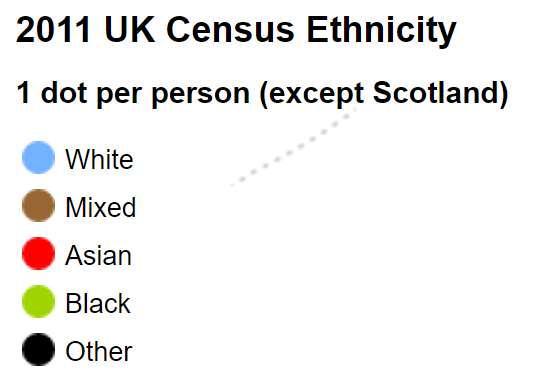 2011 UK Census Ethnicity
1 dot per person (except Scotland)
White
Mixed
Asian
Black
Other